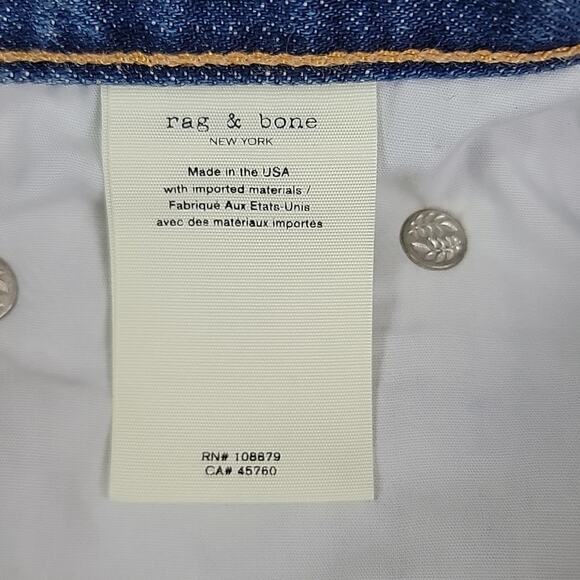 rag & bone
NEW YORK
Made in the USA
with imported materials /
Fabriqué Aux Etats-Unis
avec des matériaux importés
RN# 108879
CA# 45760